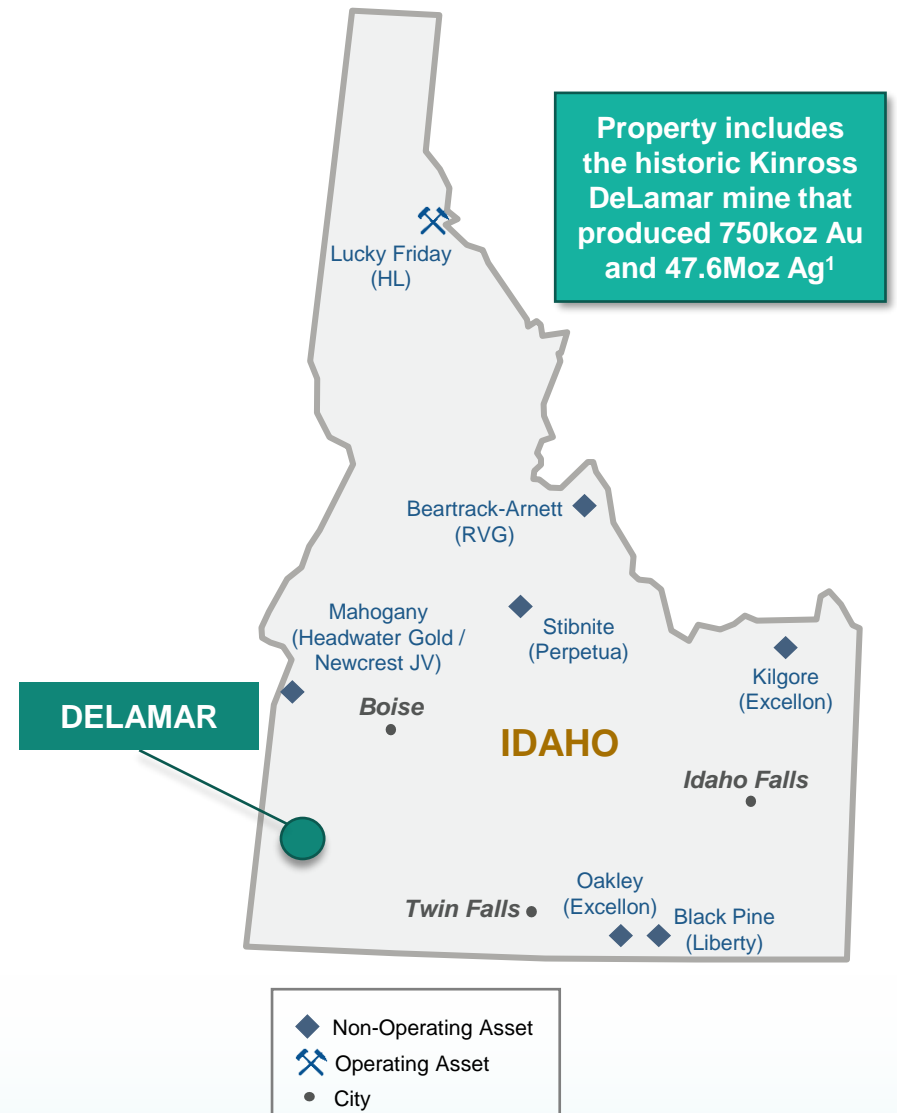 Property includes
the historic Kinross
DeLamar mine that
produced 750koz Au
and 47.6Moz Ag¹
Lucky Friday
(HL)
Beartrack-Arnett
(RVG)
Mahogany
(Headwater Gold /
Newcrest JV)
Stibnite
(Perpetua)
Kilgore
(Excellon)
DELAMAR
Boise
IDAHO
Idaho Falls
Oakley
(Excellon)
Twin Falls
Black Pine
(Liberty)
Non-Operating Asset
Operating Asset
City